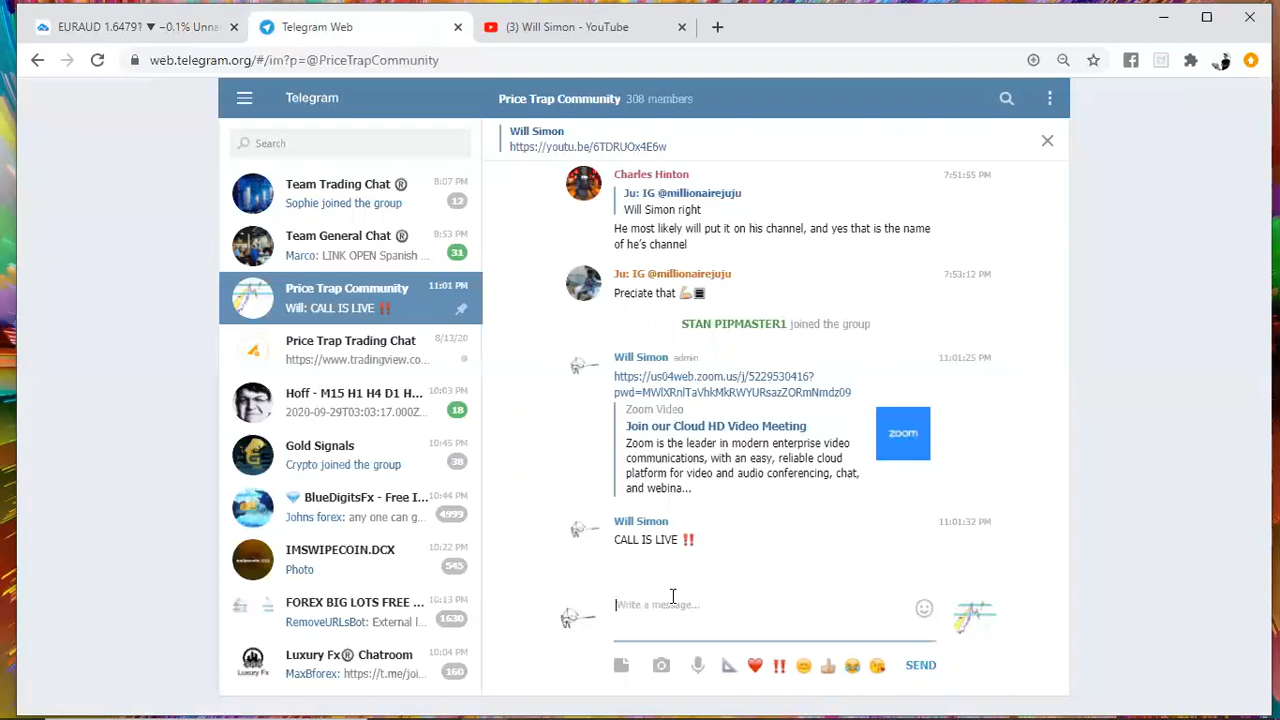 EURAUD 1.64791 ▼ −0.1% Unna
Telegram Web
(3) Will Simon - YouTube
web.telegram.org/#/im?p=@PriceTrapCommunity
Telegram
Price Trap Community 308 members
Search
Team Trading Chat ®
8:07 PM
Sophie joined the group
12
Team General Chat ®
8:53 PM
Marco: LINK OPEN Spanish ...
31
Price Trap Community
11:01 PM
Will: CALL IS LIVE ‼️
Price Trap Trading Chat
8/13/20
https://www.tradingview.co...
Hoff - M15 H1 H4 D1 H...
10:03 PM
2020-09-29T03:03:17.000Z
18
Gold Signals
10:45 PM
Crypto joined the group
38
💎 BlueDigitsFx - Free I...
10:44 PM
Johns forex: any one can g...
4999
IMSWIPECOIN.DCX
10:22 PM
Photo
545
FOREX BIG LOTS FREE ...
10:09 PM
RemoveURLsBot: External l...
1630
Luxury Fx® Chatroom
10:04 PM
MaxBforex: https://t.me/joi...
160
Luxury Fx
Will Simon
https://youtu.be/6TDRUOx4E6w
Charles Hinton
7:51:55 PM
Ju: IG @millionairejuju
Will Simon right
He most likely will put it on his channel, and yes that is the name
of he's channel
Ju: IG @millionairejuju
7:53:12 PM
Preciate that 💪🏽🔳
STAN PIPMASTER1 joined the group
Will Simon admin
11:01:25 PM
https://us04web.zoom.us/j/5229530416?
pwd=MWlXRnlTaVhkMkRWYURsazZORmNmdz09
Zoom Video
Join our Cloud HD Video Meeting
Zoom is the leader in modern enterprise video
communications, with an easy, reliable cloud
platform for video and audio conferencing, chat,
and webina...
zoom
Will Simon
11:01:32 PM
CALL IS LIVE ‼️
Write a message...
SEND